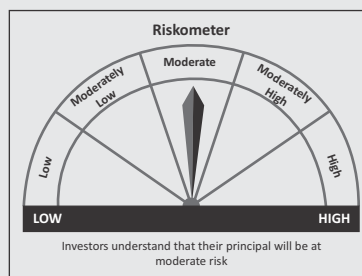 Riskometer
Low
Moderately
Low
Moderate
Moderately
High
High
LOW
HIGH
Investors understand that their principal will be at
moderate risk